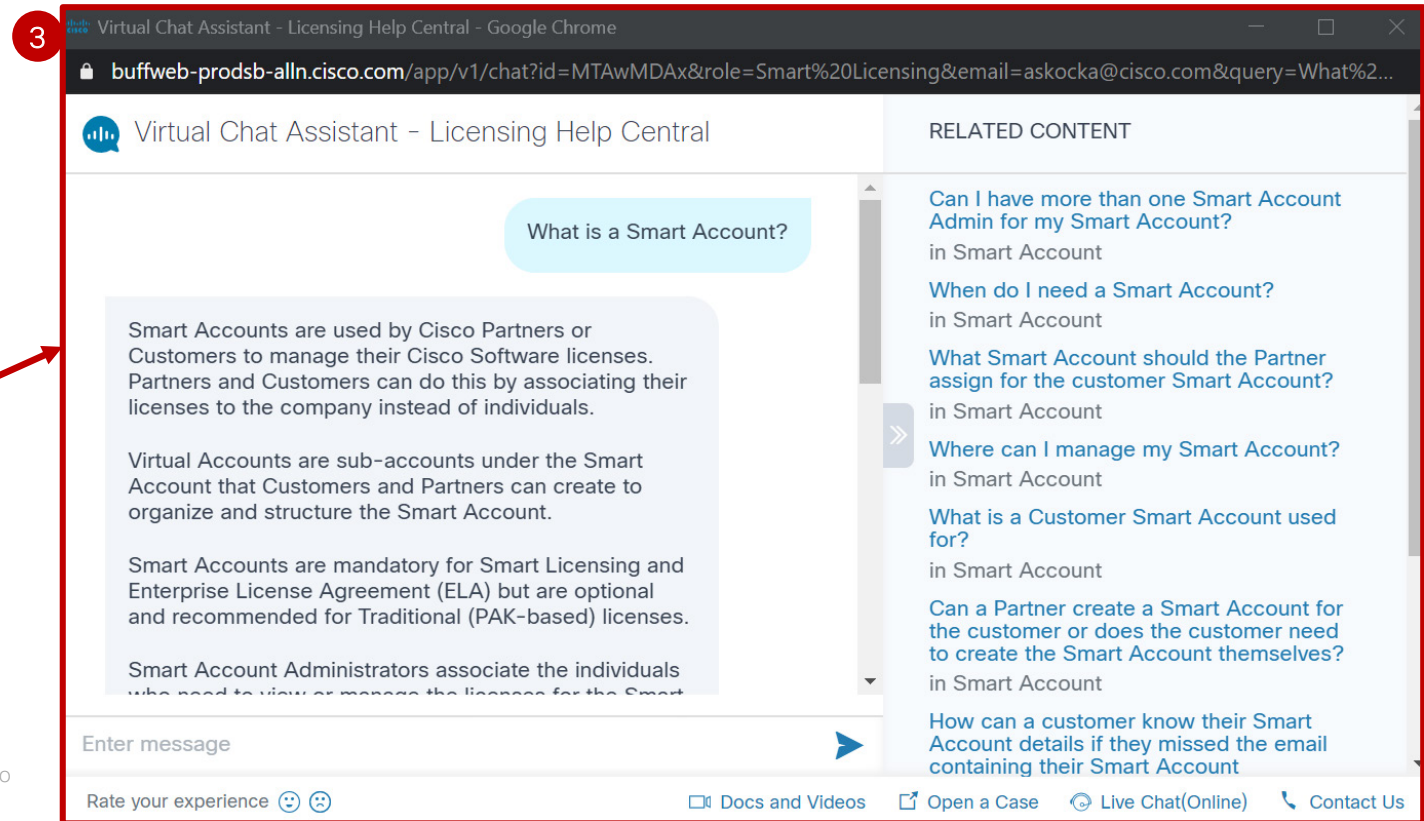 3
Virtual Chat Assistant - Licensing Help Central - Google Chrome
buffweb-prodsb-alln.cisco.com/app/v1/chat?id=MTAwMDAx&role=Smart%20Licensing&email=askocka@cisco.com&query=What%2...
Virtual Chat Assistant - Licensing Help Central
What is a Smart Account?
Smart Accounts are used by Cisco Partners or
Customers to manage their Cisco Software licenses.
Partners and Customers can do this by associating their
licenses to the company instead of individuals.
Virtual Accounts are sub-accounts under the Smart
Account that Customers and Partners can create to
organize and structure the Smart Account.
Smart Accounts are mandatory for Smart Licensing and
Enterprise License Agreement (ELA) but are optional
and recommended for Traditional (PAK-based) licenses.
Smart Account Administrators associate the individuals
who need to view or manage the licenses for the Smart
Enter message
RELATED CONTENT
Can I have more than one Smart Account
Admin for my Smart Account?
in Smart Account
When do I need a Smart Account?
in Smart Account
What Smart Account should the Partner
assign for the customer Smart Account?
in Smart Account
Where can I manage my Smart Account?
in Smart Account
What is a Customer Smart Account used
for?
in Smart Account
Can a Partner create a Smart Account for
the customer or does the customer need
to create the Smart Account themselves?
in Smart Account
How can a customer know their Smart
Account details if they missed the email
containing their Smart Account
Rate your experience
Docs and Videos
Open a Case
Live Chat(Online)
Contact Us